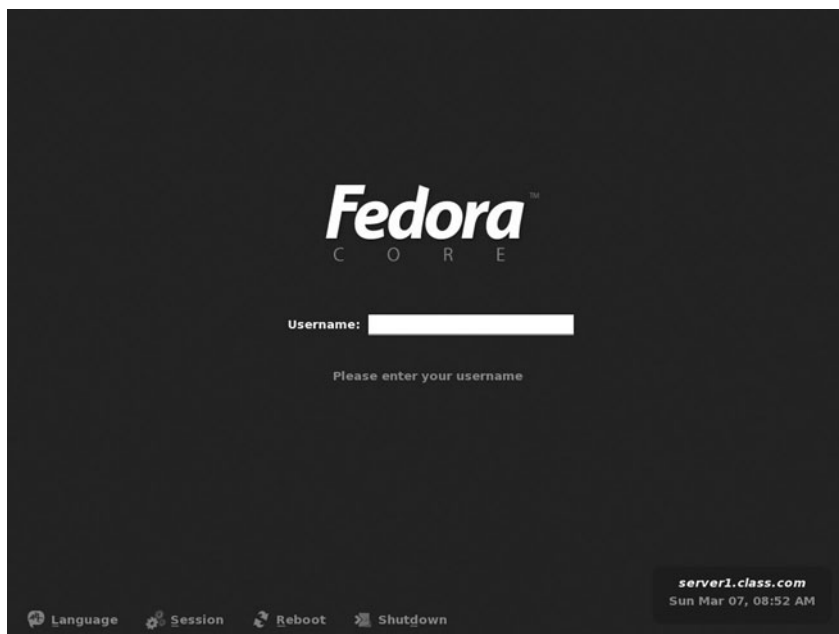 Fedora™
CORE
Username:
Please enter your username
server1.class.com
Sun Mar 07, 08:52 AM
Language Session Reboot Shutdown